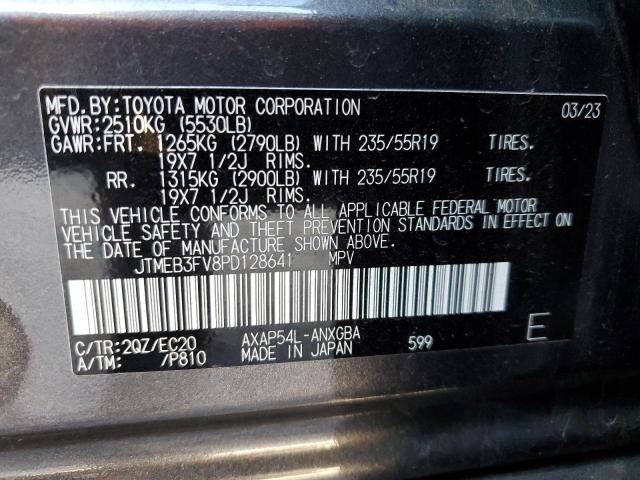 MFD.BY:TOYOTA MOTOR CORPORATION 03/23
GVWR:2510KG (5530LB)
GAWR:FRT. 1265KG (2790LB) WITH 235/55R19 TIRES.
19X7 1/2J RIMS.
RR. 1315KG (2900LB) WITH 235/55R19 TIRES.
19X7 1/2J RIMS.
THIS VEHICLE CONFORMS TO ALL APPLICABLE FEDERAL MOTOR
VEHICLE SAFETY AND THEFT PREVENTION STANDARDS IN EFFECT ON
THE DATE OF MANUFACTURE SHOWN ABOVE.
JTMEB3FV8PD128641 MPV
C/TR:2QZ/EC20 AXAP54L-ANXGBA 599 E
A/TM: /P810 MADE IN JAPAN